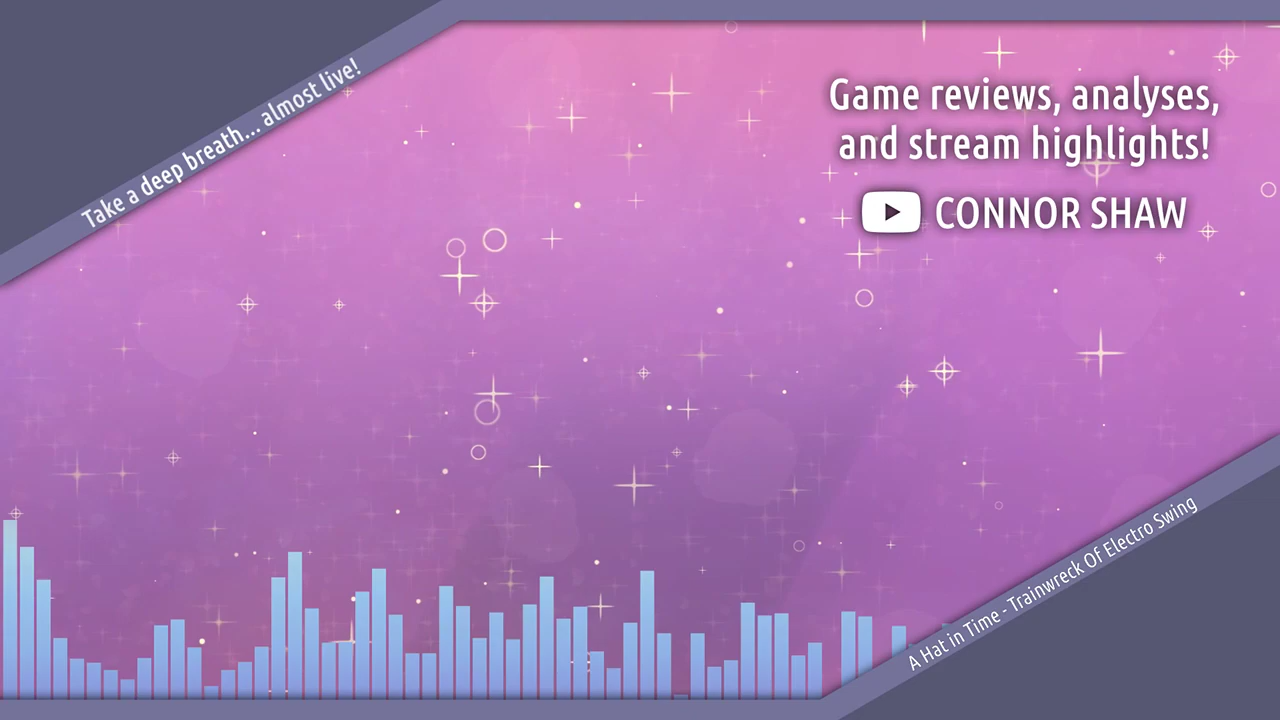 Take a deep breath... almost live!
Game reviews, analyses,
and stream highlights!
CONNOR SHAW
A Hat in Time - Trainwreck Of Electro Swing